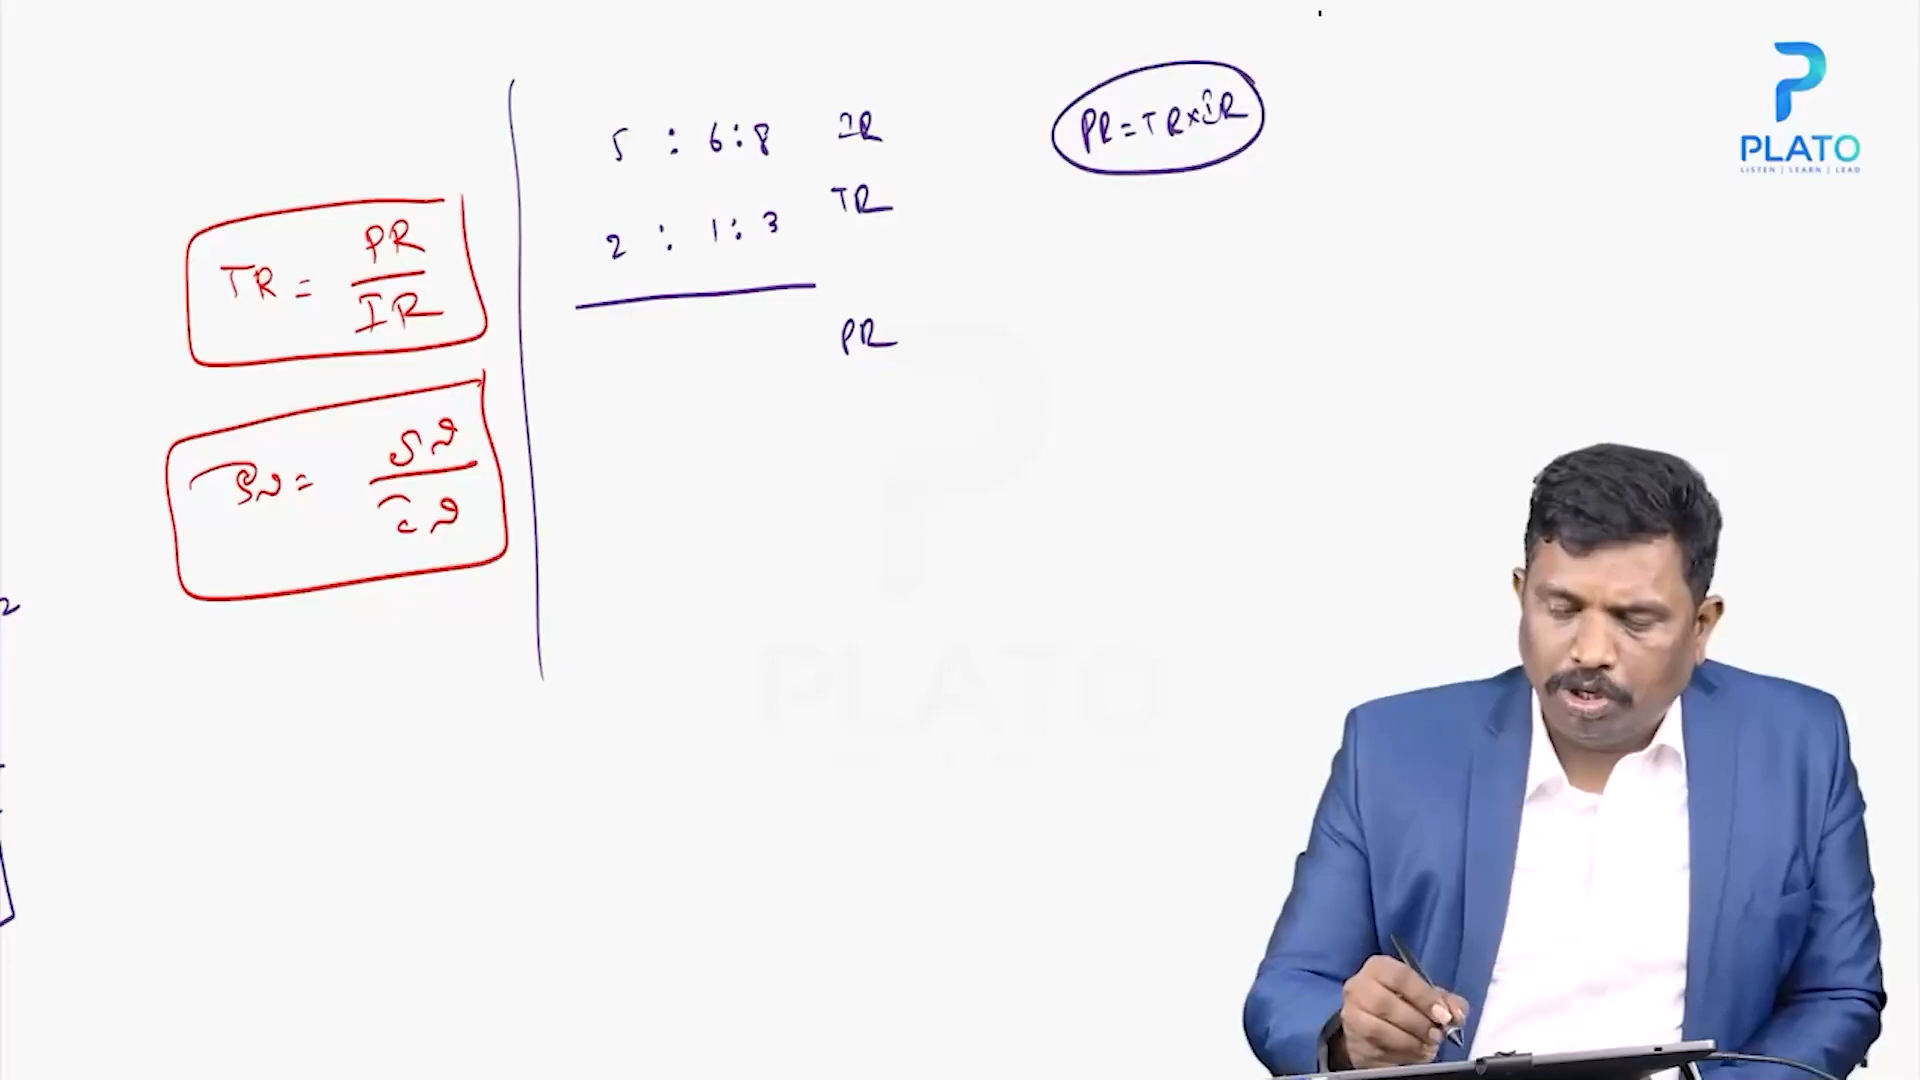 TR = PR / IR
5 : 6 : 8 IR
2 : 1 : 3 TR
PR
PR = TR × IR
PLATO
LISTEN | LEARN | LEAD
PLATO